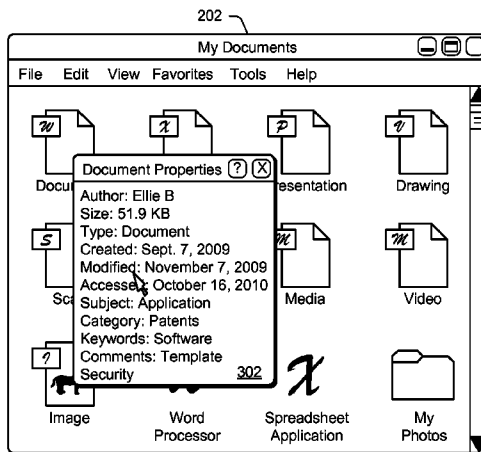 202
My Documents
File Edit View Favorites Tools Help
W X P V
Document Properties ? X
Drawing
Author: Ellie B
Size: 51.9 KB
Type: Document
Created: Sept. 7, 2009
Modified: November 7, 2009
Accessed: October 16, 2010
Subject: Application
Category: Patents
Keywords: Software
Comments: Template
Security 302
S M M
Media Video
I X
Image Word Processor Spreadsheet Application My Photos